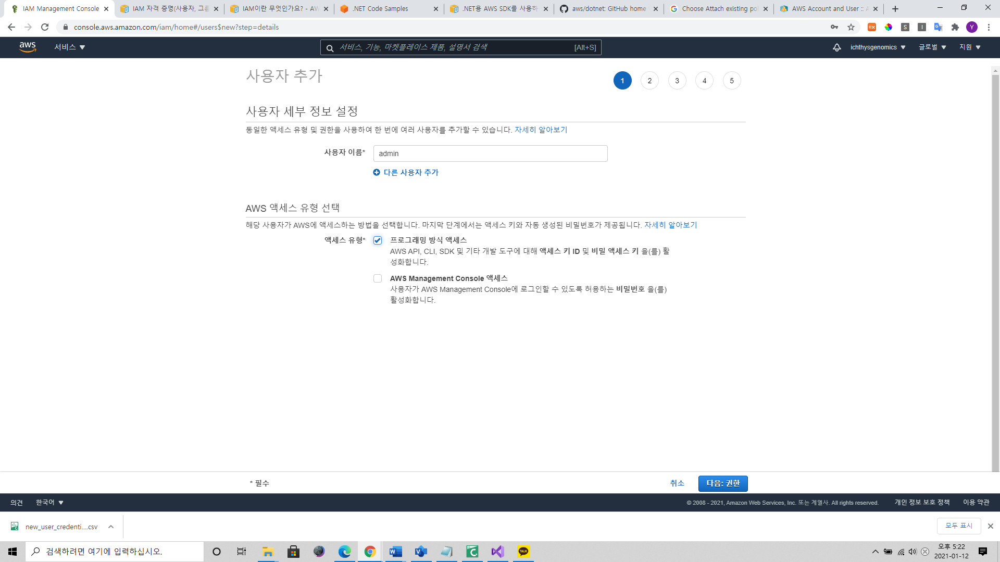 IAM Management Console
IAM 자격 증명(사용자, 그룹
IAM이란 무엇인가요? - AW
.NET Code Samples
.NET용 AWS SDK를 사용하
aws/dotnet: GitHub home
Choose Attach existing pol
AWS Account and User :: A
console.aws.amazon.com/iam/home#/users$new?step=details
EX
S
I
Y
aws
서비스
서비스, 기능, 마켓플레이스 제품, 설명서 검색
[Alt+S]
ichthysgenomics
글로벌
지원
사용자 추가
1
2
3
4
5
사용자 세부 정보 설정
동일한 액세스 유형 및 권한을 사용하여 한 번에 여러 사용자를 추가할 수 있습니다. 자세히 알아보기
사용자 이름*
admin
다른 사용자 추가
AWS 액세스 유형 선택
해당 사용자가 AWS에 액세스하는 방법을 선택합니다. 마지막 단계에서는 액세스 키와 자동 생성된 비밀번호가 제공됩니다. 자세히 알아보기
액세스 유형*
프로그래밍 방식 액세스
AWS API, CLI, SDK 및 기타 개발 도구에 대해 액세스 키 ID 및 비밀 액세스 키 을(를) 활
성화합니다.
AWS Management Console 액세스
사용자가 AWS Management Console에 로그인할 수 있도록 허용하는 비밀번호 을(를)
활성화합니다.
* 필수
취소
다음: 권한
의견
한국어
© 2008 - 2021, Amazon Web Services, Inc. 또는 계열사. All rights reserved.
개인 정보 보호 정책
이용 약관
new_user_credenti....csv
모두 표시
검색하려면 여기에 입력하십시오.
W
V
C
TALK
오후 5:22
2021-01-12